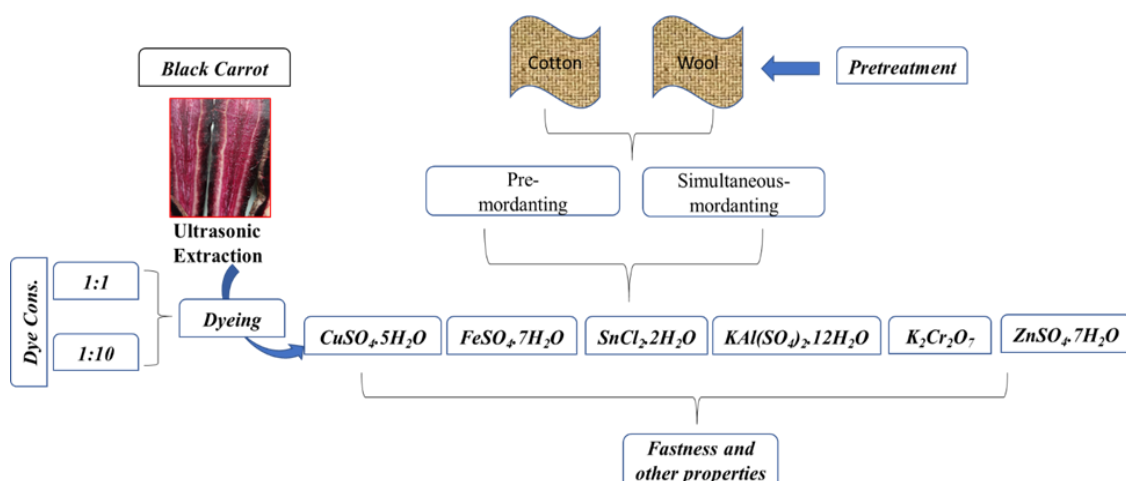 Black Carrot
Cotton
Wool
Pretreatment
Pre-
mordanting
Simultaneous-
mordanting
Ultrasonic
Extraction
Dye Cons.
1:1
1:10
Dyeing
CuSO₄.5H₂O
FeSO₄.7H₂O
SnCl₂.2H₂O
KAl(SO₄)₂.12H₂O
K₂Cr₂O₇
ZnSO₄.7H₂O
Fastness and
other properties